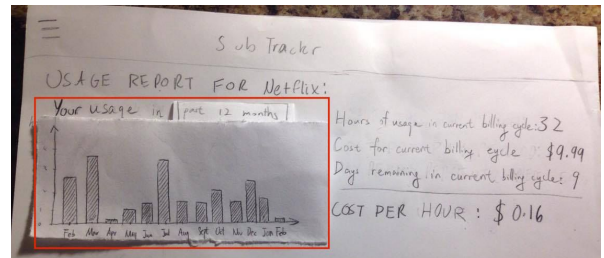 Sub Tracker
USAGE REPORT FOR Netflix:
Your usage in past 12 months
Feb Mar Apr May Jun Jul Aug Sept Oct Nov Dec Jan Feb
Hours of usage in current billing cycle: 32
Cost for current billing cycle $9.99
Days remaining in current billing cycle: 9
COST PER HOUR: $0.16